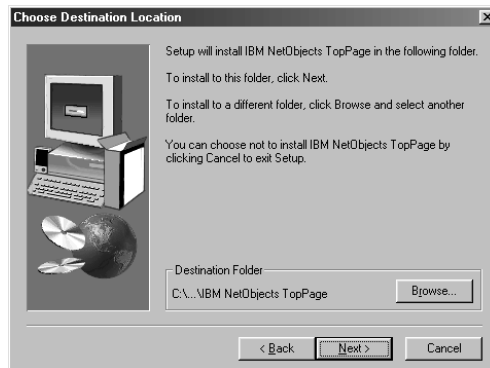 Choose Destination Location
Setup will install IBM NetObjects TopPage in the following folder.
To install to this folder, click Next.
To install to a different folder, click Browse and select another
folder.
You can choose not to install IBM NetObjects TopPage by
clicking Cancel to exit Setup.
Destination Folder
C:\...\IBM NetObjects TopPage
Browse...
< Back
Next >
Cancel